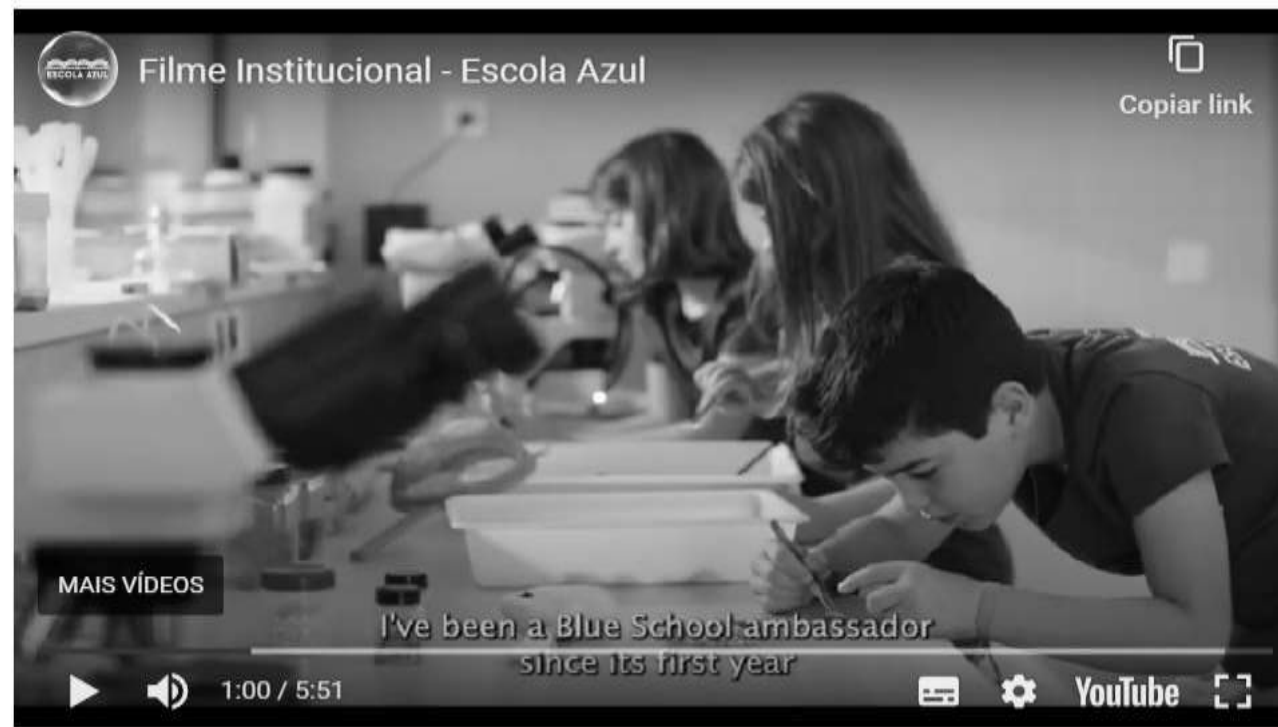 ESCOLA AZUL
Filme Institucional - Escola Azul
Copiar link
MAIS VÍDEOS
I've been a Blue School ambassador
since its first year
1:00 / 5:51
YouTube